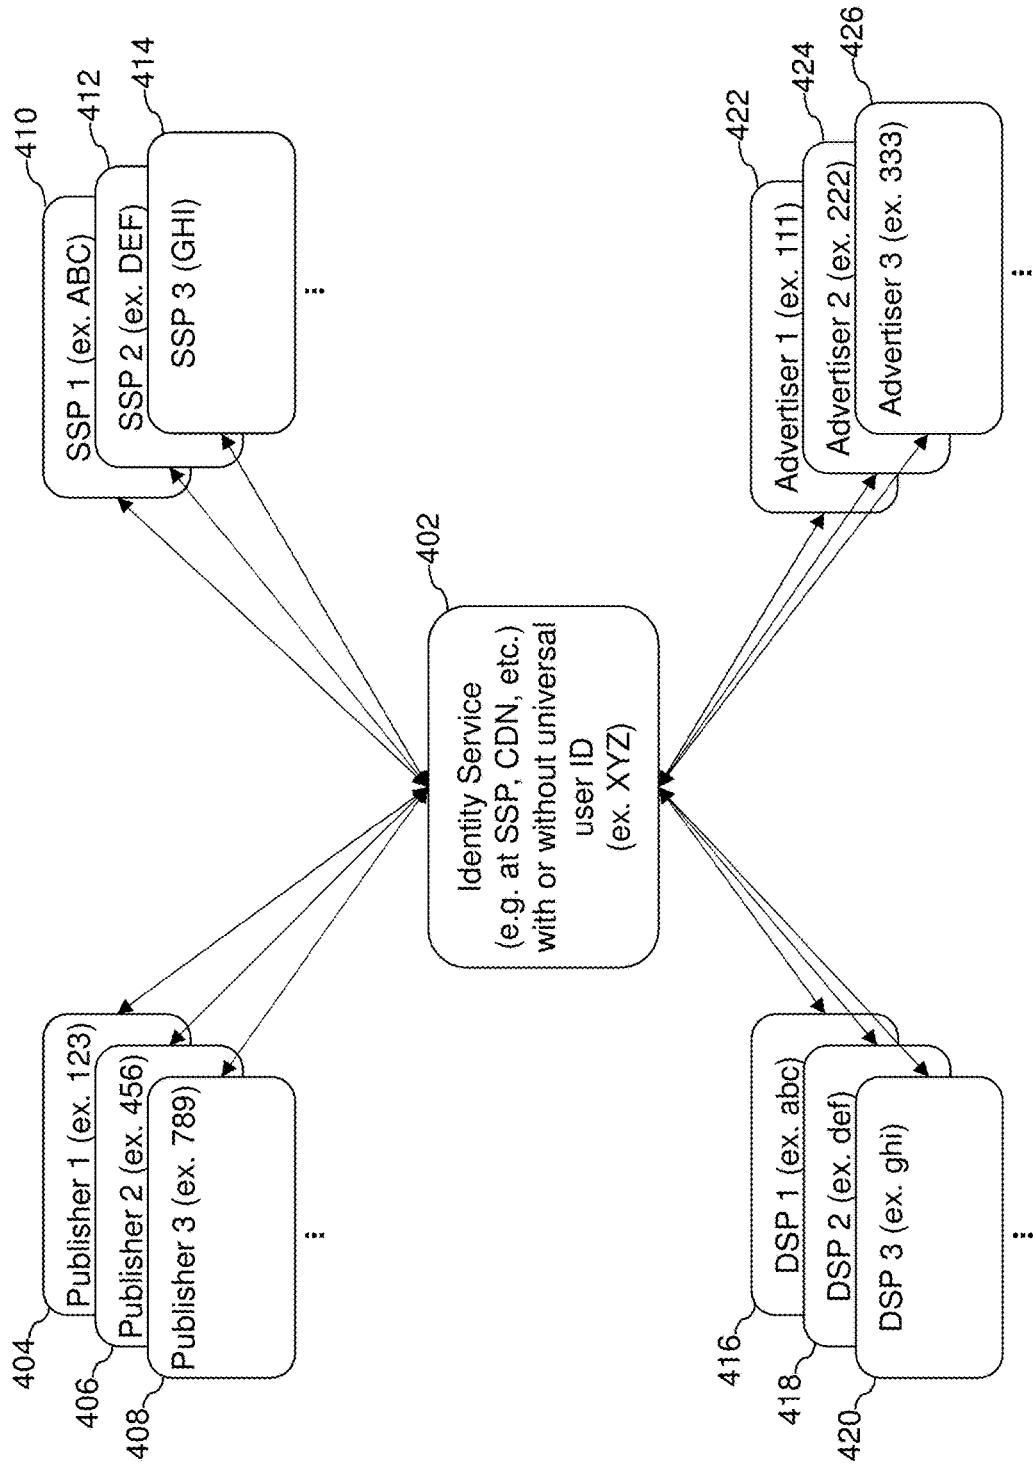 404
Publisher 1 (ex. 123)
406
Publisher 2 (ex. 456)
408
Publisher 3 (ex. 789)
...
410
SSP 1 (ex. ABC)
412
SSP 2 (ex. DEF)
414
SSP 3 (GHI)
...
402
Identity Service
(e.g. at SSP, CDN, etc.)
with or without universal
user ID
(ex. XYZ)
416
DSP 1 (ex. abc)
418
DSP 2 (ex. def)
420
DSP 3 (ex. ghi)
...
422
Advertiser 1 (ex. 111)
424
Advertiser 2 (ex. 222)
426
Advertiser 3 (ex. 333)
...